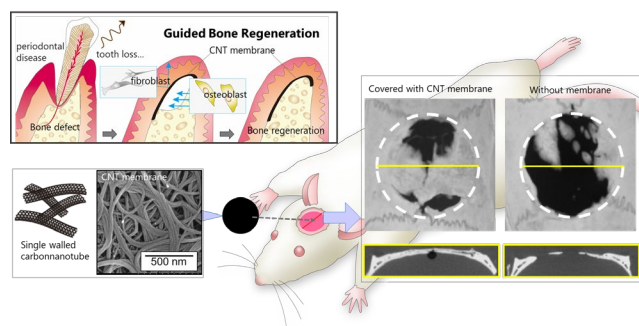 Guided Bone Regeneration
periodontal
disease
tooth loss...
CNT membrane
fibroblast
osteoblast
Bone defect
Bone regeneration
Covered with CNT membrane
Without membrane
CNT membrane
Single walled
carbonnanotube
500 nm